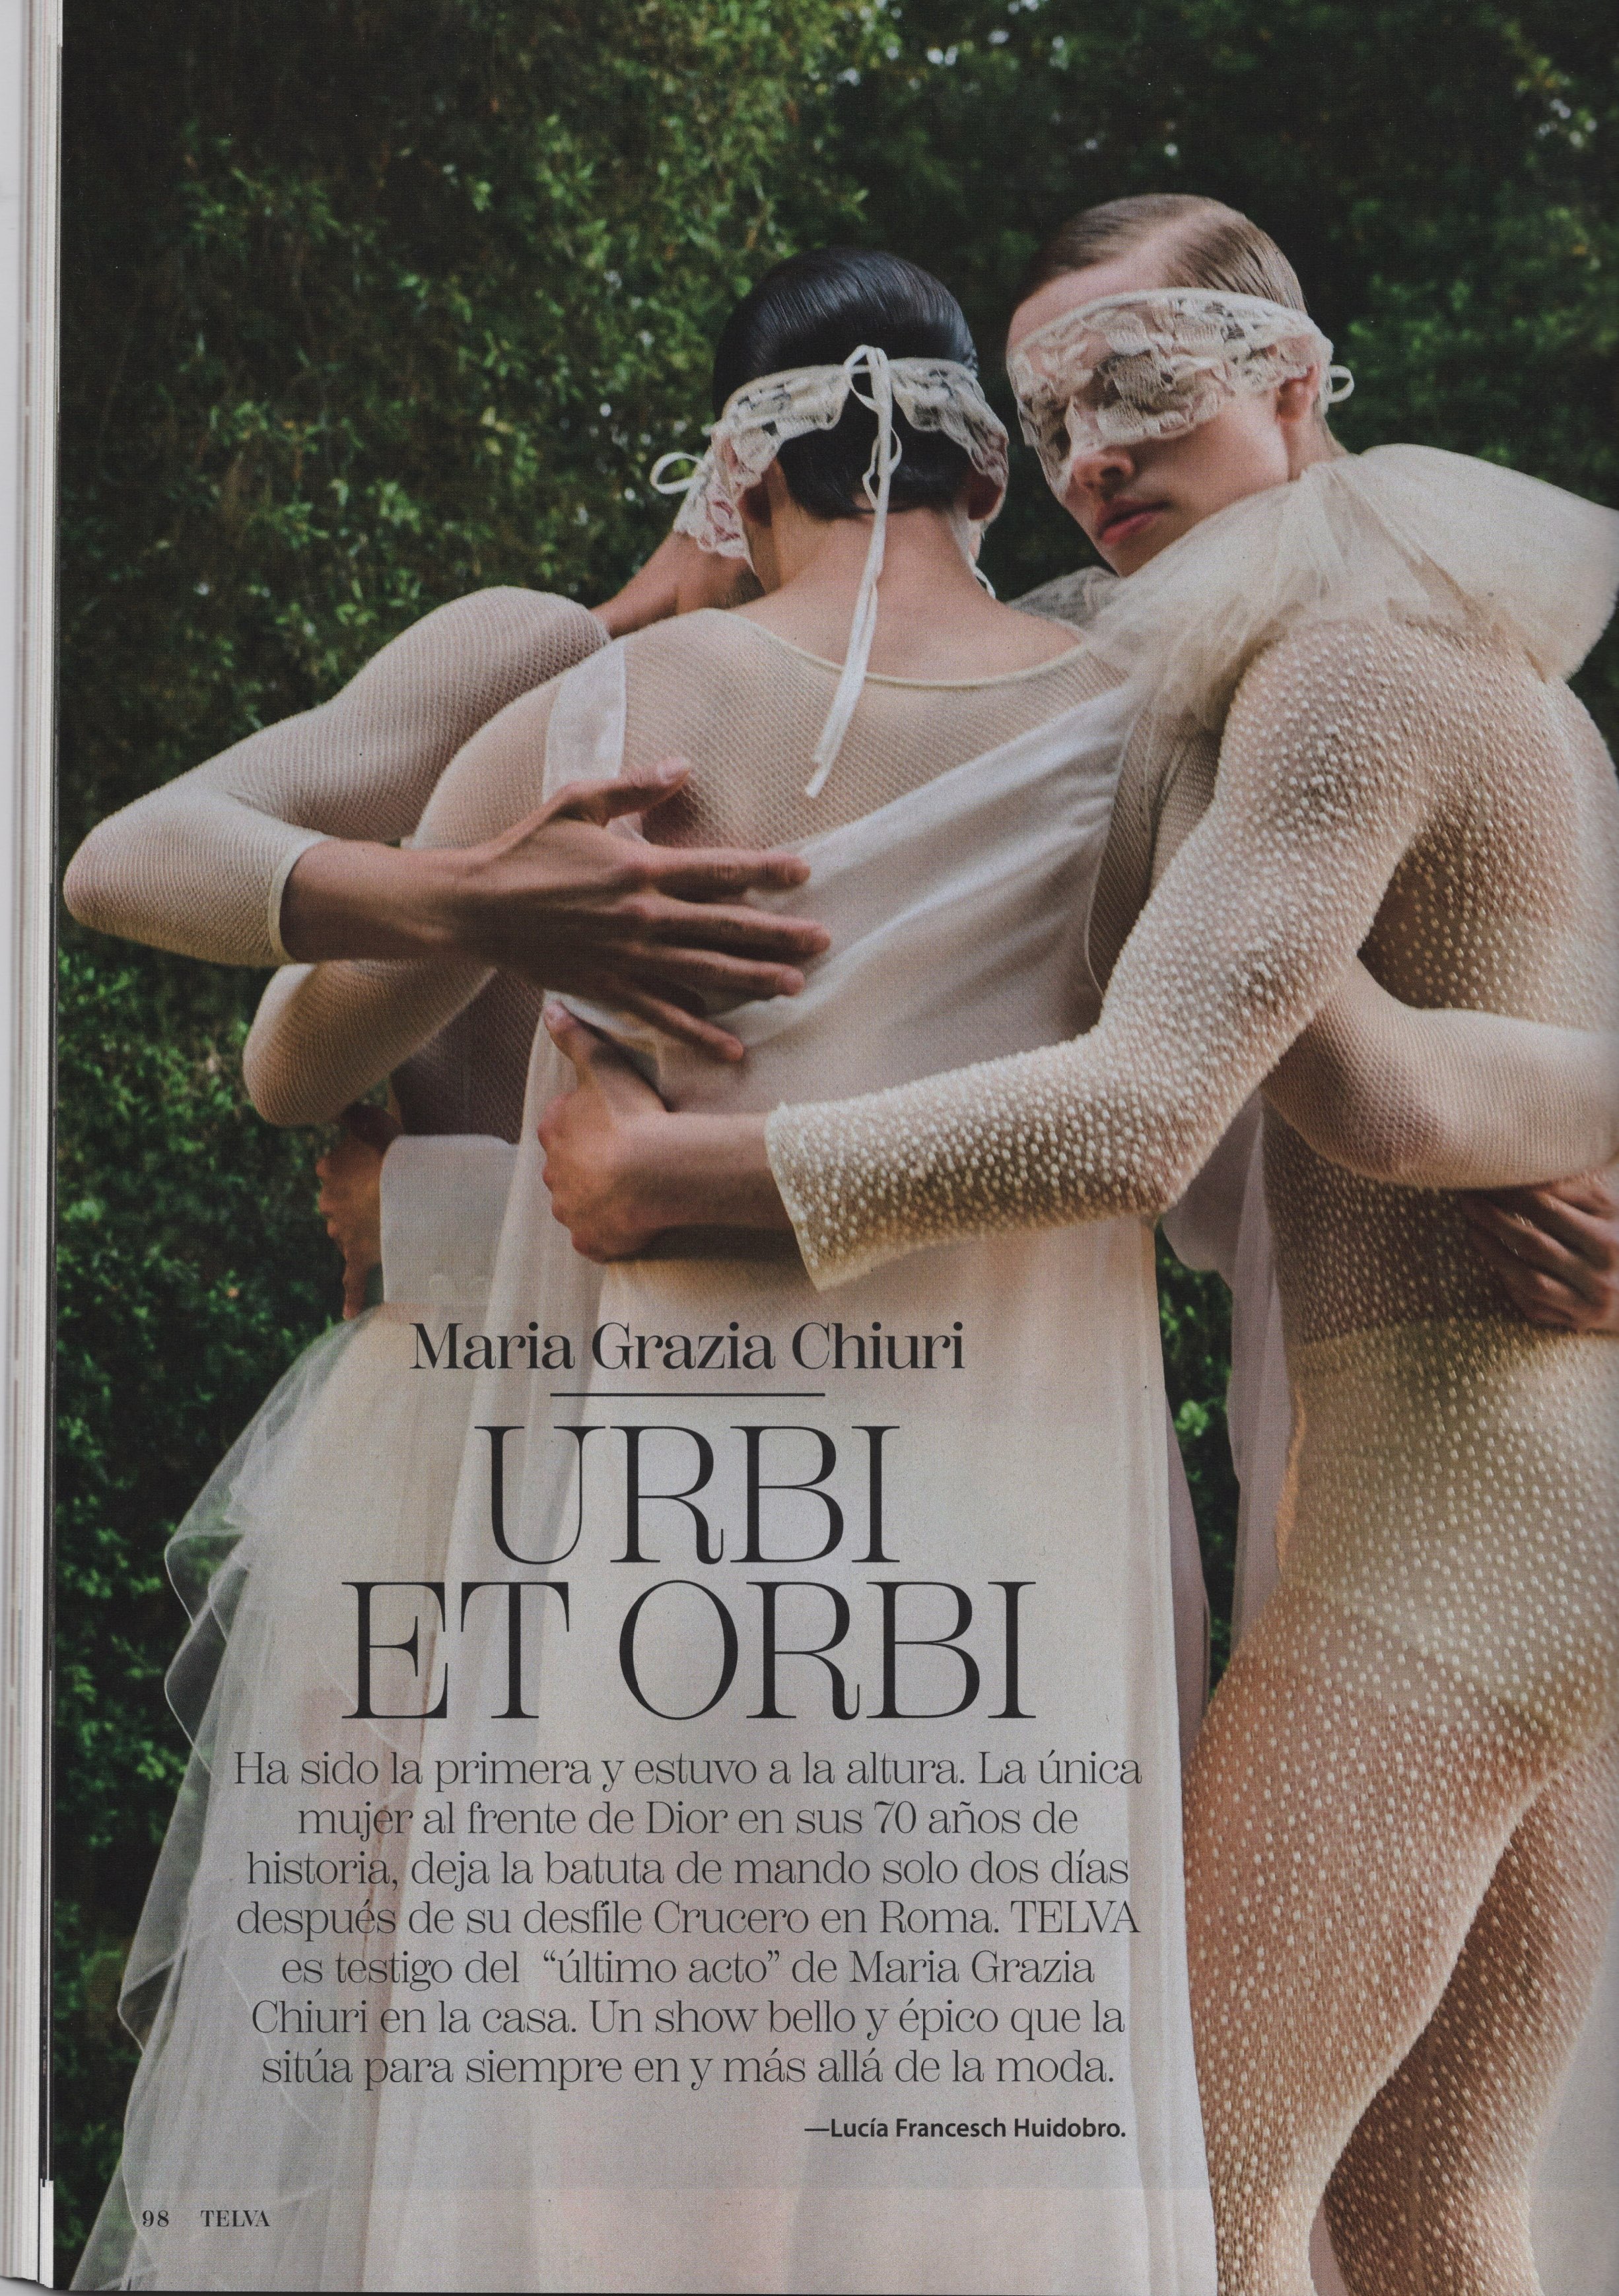 Maria Grazia Chiuri
URBI
ET ORBI
Ha sido la primera y estuvo a la altura. La única
mujer al frente de Dior en sus 70 años de
historia, deja la batuta de mando solo dos días
después de su desfile Crucero en Roma. TELVA
es testigo del “último acto” de Maria Grazia
Chiuri en la casa. Un show bello y épico que la
sitúa para siempre en y más allá de la moda.
—Lucía Francesch Huidobro.
98 TELVA